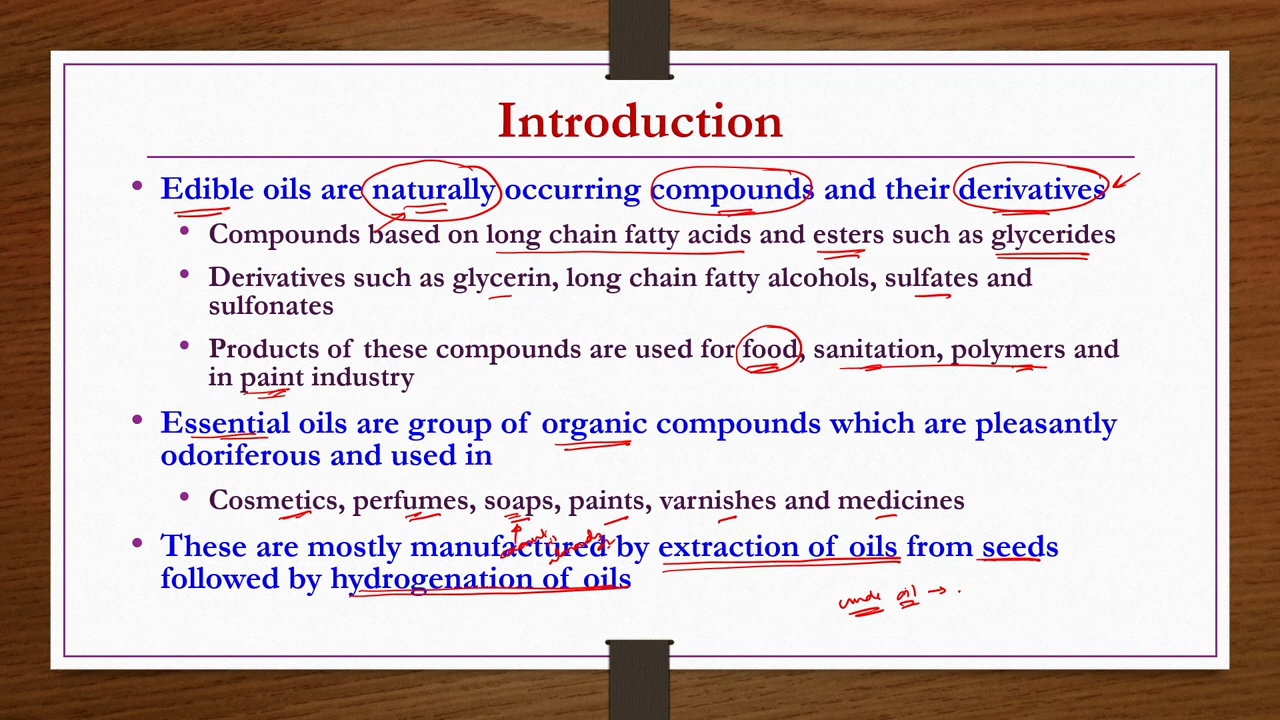 Introduction
• Edible oils are naturally occurring compounds and their derivatives
• Compounds based on long chain fatty acids and esters such as glycerides
• Derivatives such as glycerin, long chain fatty alcohols, sulfates and
sulfonates
• Products of these compounds are used for food, sanitation, polymers and
in paint industry
• Essential oils are group of organic compounds which are pleasantly
odoriferous and used in
• Cosmetics, perfumes, soaps, paints, varnishes and medicines
• These are mostly manufactured by extraction of oils from seeds
followed by hydrogenation of oils
crude oil →